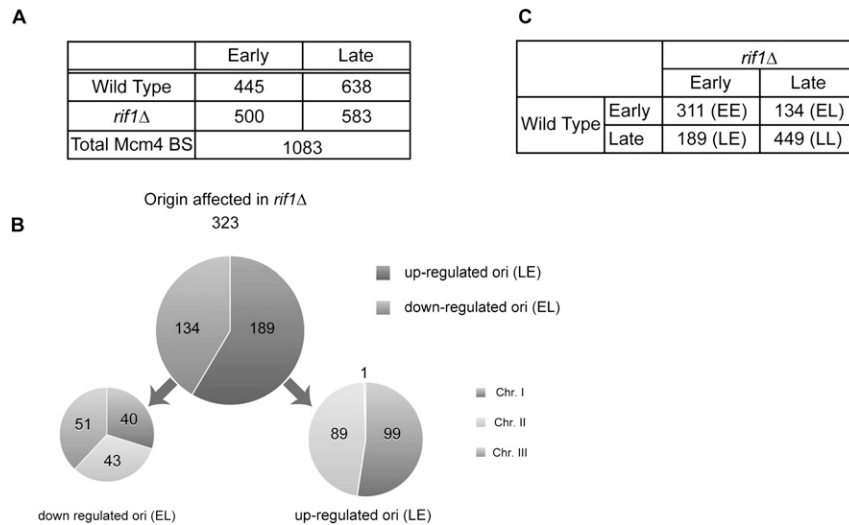 A
Early Late
Wild Type 445 638
rif1Δ 500 583
Total Mcm4 BS 1083
C
rif1Δ
Early Late
Wild Type Early 311 (EE) 134 (EL)
Late 189 (LE) 449 (LL)
Origin affected in rif1Δ
323
B
up-regulated ori (LE)
down-regulated ori (EL)
134 189
1
51 40
43
89 99
Chr. I
Chr. II
Chr. III
down regulated ori (EL)
up-regulated ori (LE)